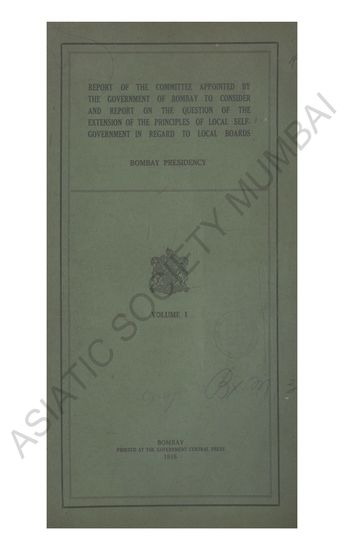 REPORT OF THE COMMITTEE APPOINTED BY
THE GOVERNMENT OF BOMBAY TO CONSIDER
AND REPORT ON THE QUESTION OF THE
EXTENSION OF THE PRINCIPLES OF LOCAL SELF-
GOVERNMENT IN REGARD TO LOCAL BOARDS
BOMBAY PRESIDENCY
VOLUME I
BOMBAY
PRINTED AT THE GOVERNMENT CENTRAL PRESS
ASIATIC SOCIETY MUMBAI